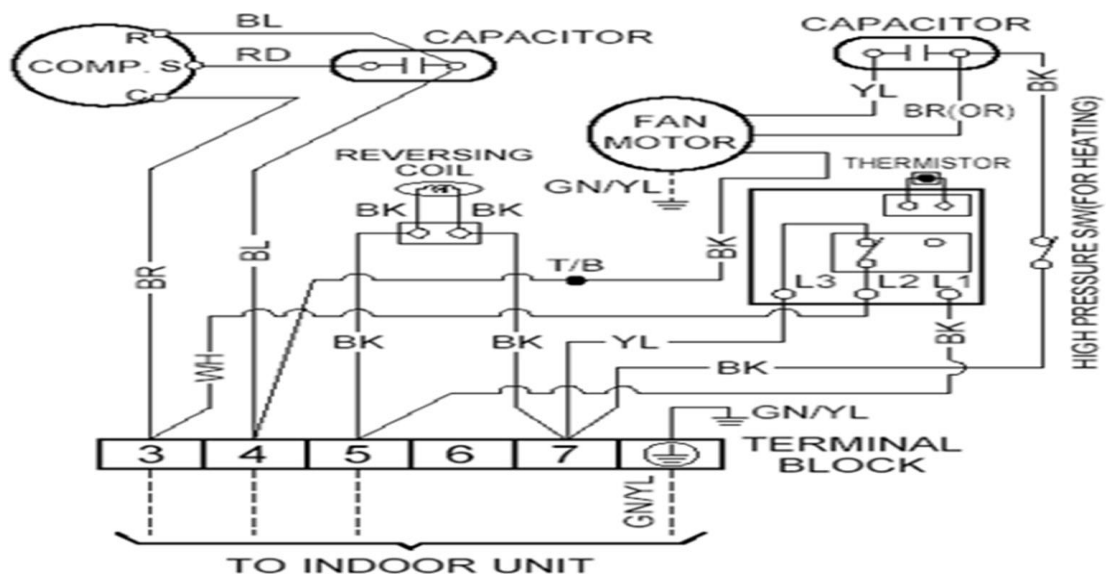 BL
CAPACITOR
R
RD
COMP. S
C
CAPACITOR
CAPACITOR
YL
BR(OR)
BK
FAN
MOTOR
THERMISTOR
REVERSING
COIL
GN/YL
BK BK
HIGH PRESSURE S/W(FOR HEATING)
BR
BL
T/B
BK
L3 L2 L1
WH
BK
BK
YL
BK
BK
GN/YL
3 4 5 6 7
TERMINAL
BLOCK
GN/YL
TO INDOOR UNIT